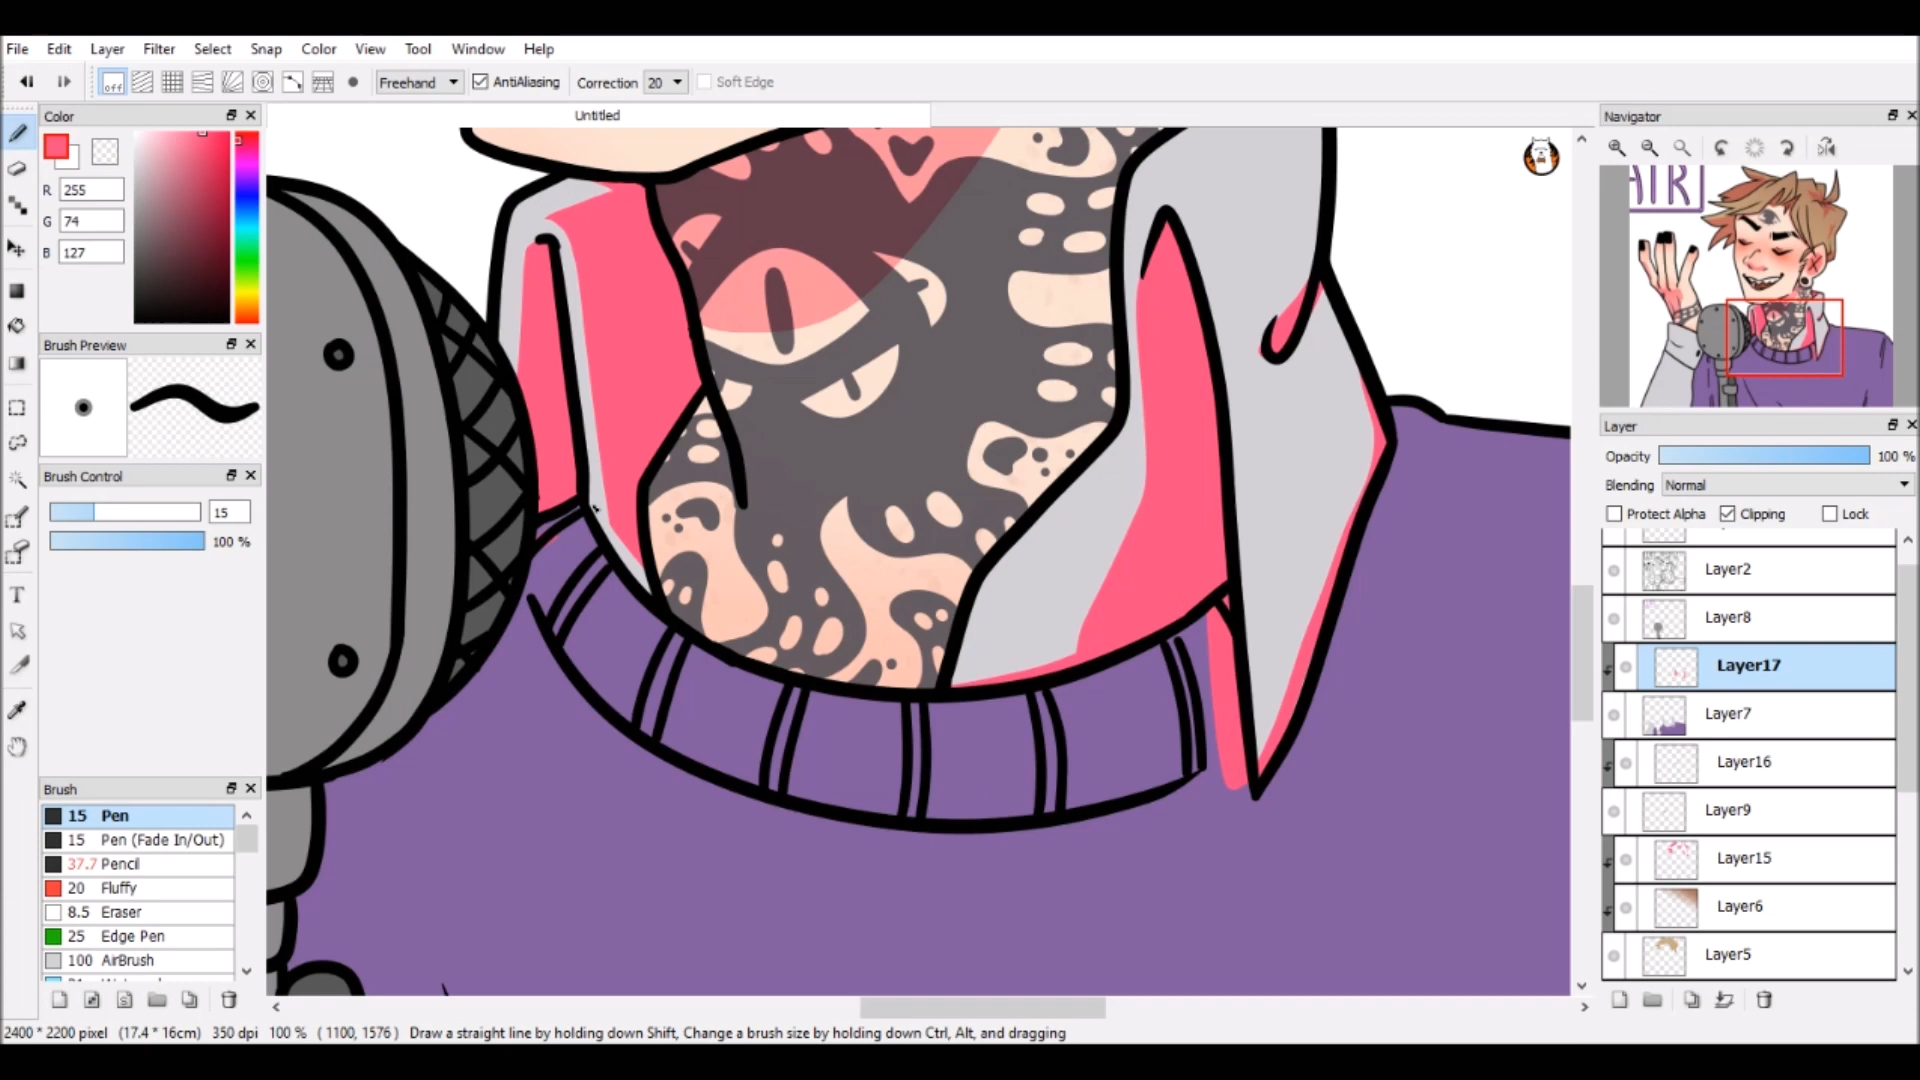 File Edit Layer Filter Select Snap Color View Tool Window Help
off Freehand AntiAliasing Correction 20 Soft Edge
Color
Untitled
Navigator
R 255
G 74
B 127
AIR
Brush Preview
Layer
Opacity 100 %
Blending Normal
Protect Alpha Clipping Lock
Brush Control
15
100 %
Layer2
Layer8
Layer17
Layer7
Layer16
Layer9
Layer15
Layer6
Layer5
Brush
15 Pen
15 Pen (Fade In/Out)
37.7 Pencil
20 Fluffy
8.5 Eraser
25 Edge Pen
100 AirBrush
2400 * 2200 pixel (17.4 * 16cm) 350 dpi 100 % ( 1100, 1576 ) Draw a straight line by holding down Shift, Change a brush size by holding down Ctrl, Alt, and dragging